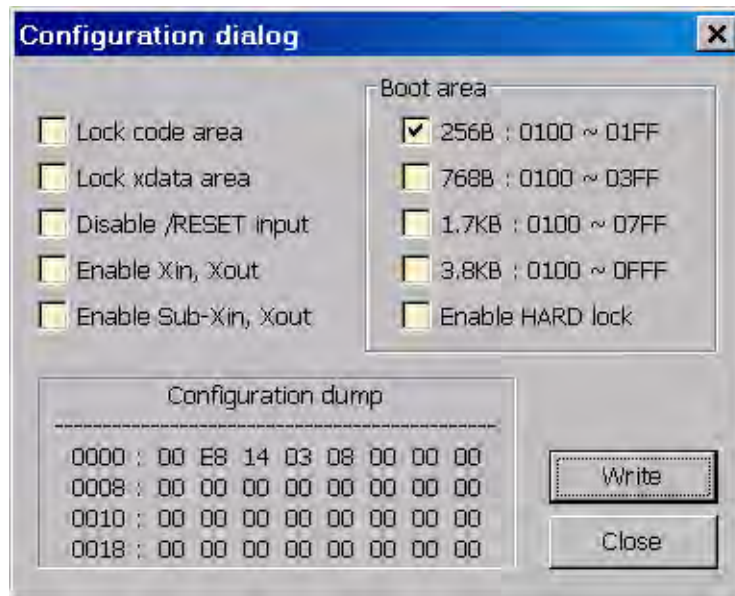 Configuration dialog
Lock code area
Lock xdata area
Disable /RESET input
Enable Xin, Xout
Enable Sub-Xin, Xout
Boot area
256B : 0100 ~ 01FF
768B : 0100 ~ 03FF
1.7KB : 0100 ~ 07FF
3.8KB : 0100 ~ 0FFF
Enable HARD lock
Configuration dump
--------------------------------------------------
0000 : 00 E8 14 03 08 00 00 00
0008 : 00 00 00 00 00 00 00 00
0010 : 00 00 00 00 00 00 00 00
0018 : 00 00 00 00 00 00 00 00
Write
Close